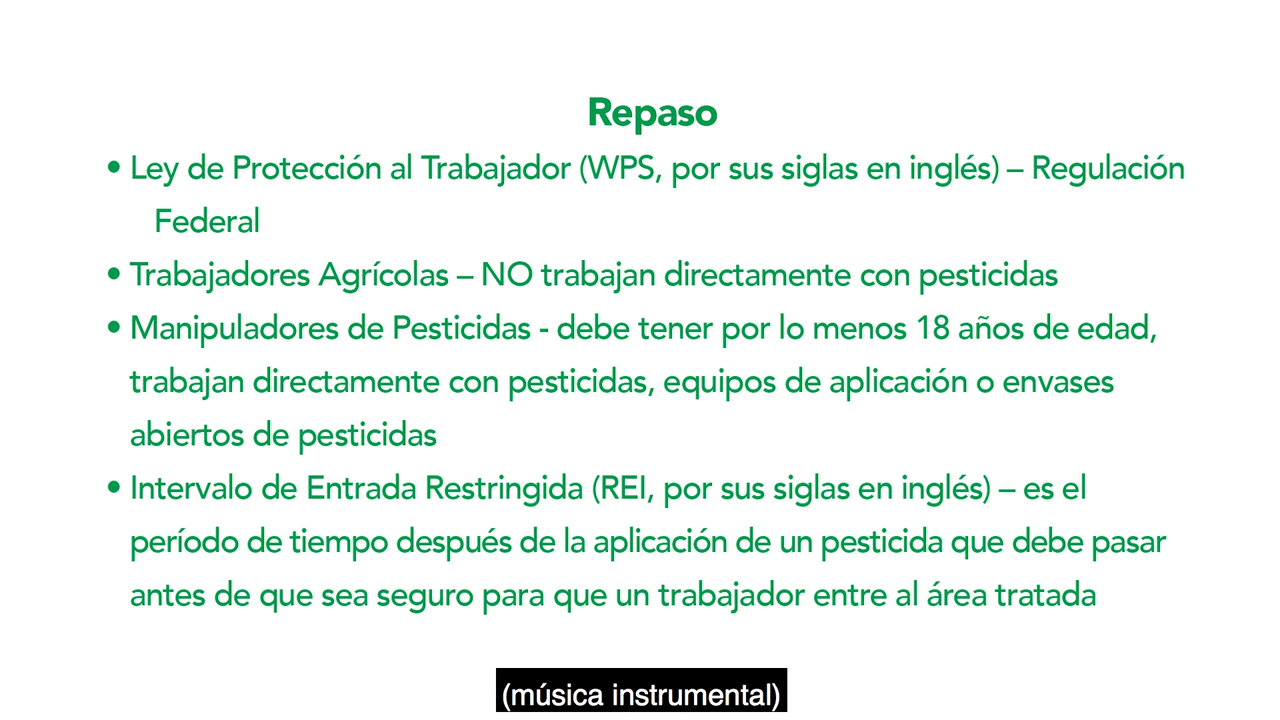 Repaso
• Ley de Protección al Trabajador (WPS, por sus siglas en inglés) – Regulación
Federal
• Trabajadores Agrícolas – NO trabajan directamente con pesticidas
• Manipuladores de Pesticidas - debe tener por lo menos 18 años de edad,
trabajan directamente con pesticidas, equipos de aplicación o envases
abiertos de pesticidas
• Intervalo de Entrada Restringida (REI, por sus siglas en inglés) – es el
período de tiempo después de la aplicación de un pesticida que debe pasar
antes de que sea seguro para que un trabajador entre al área tratada
(música instrumental)